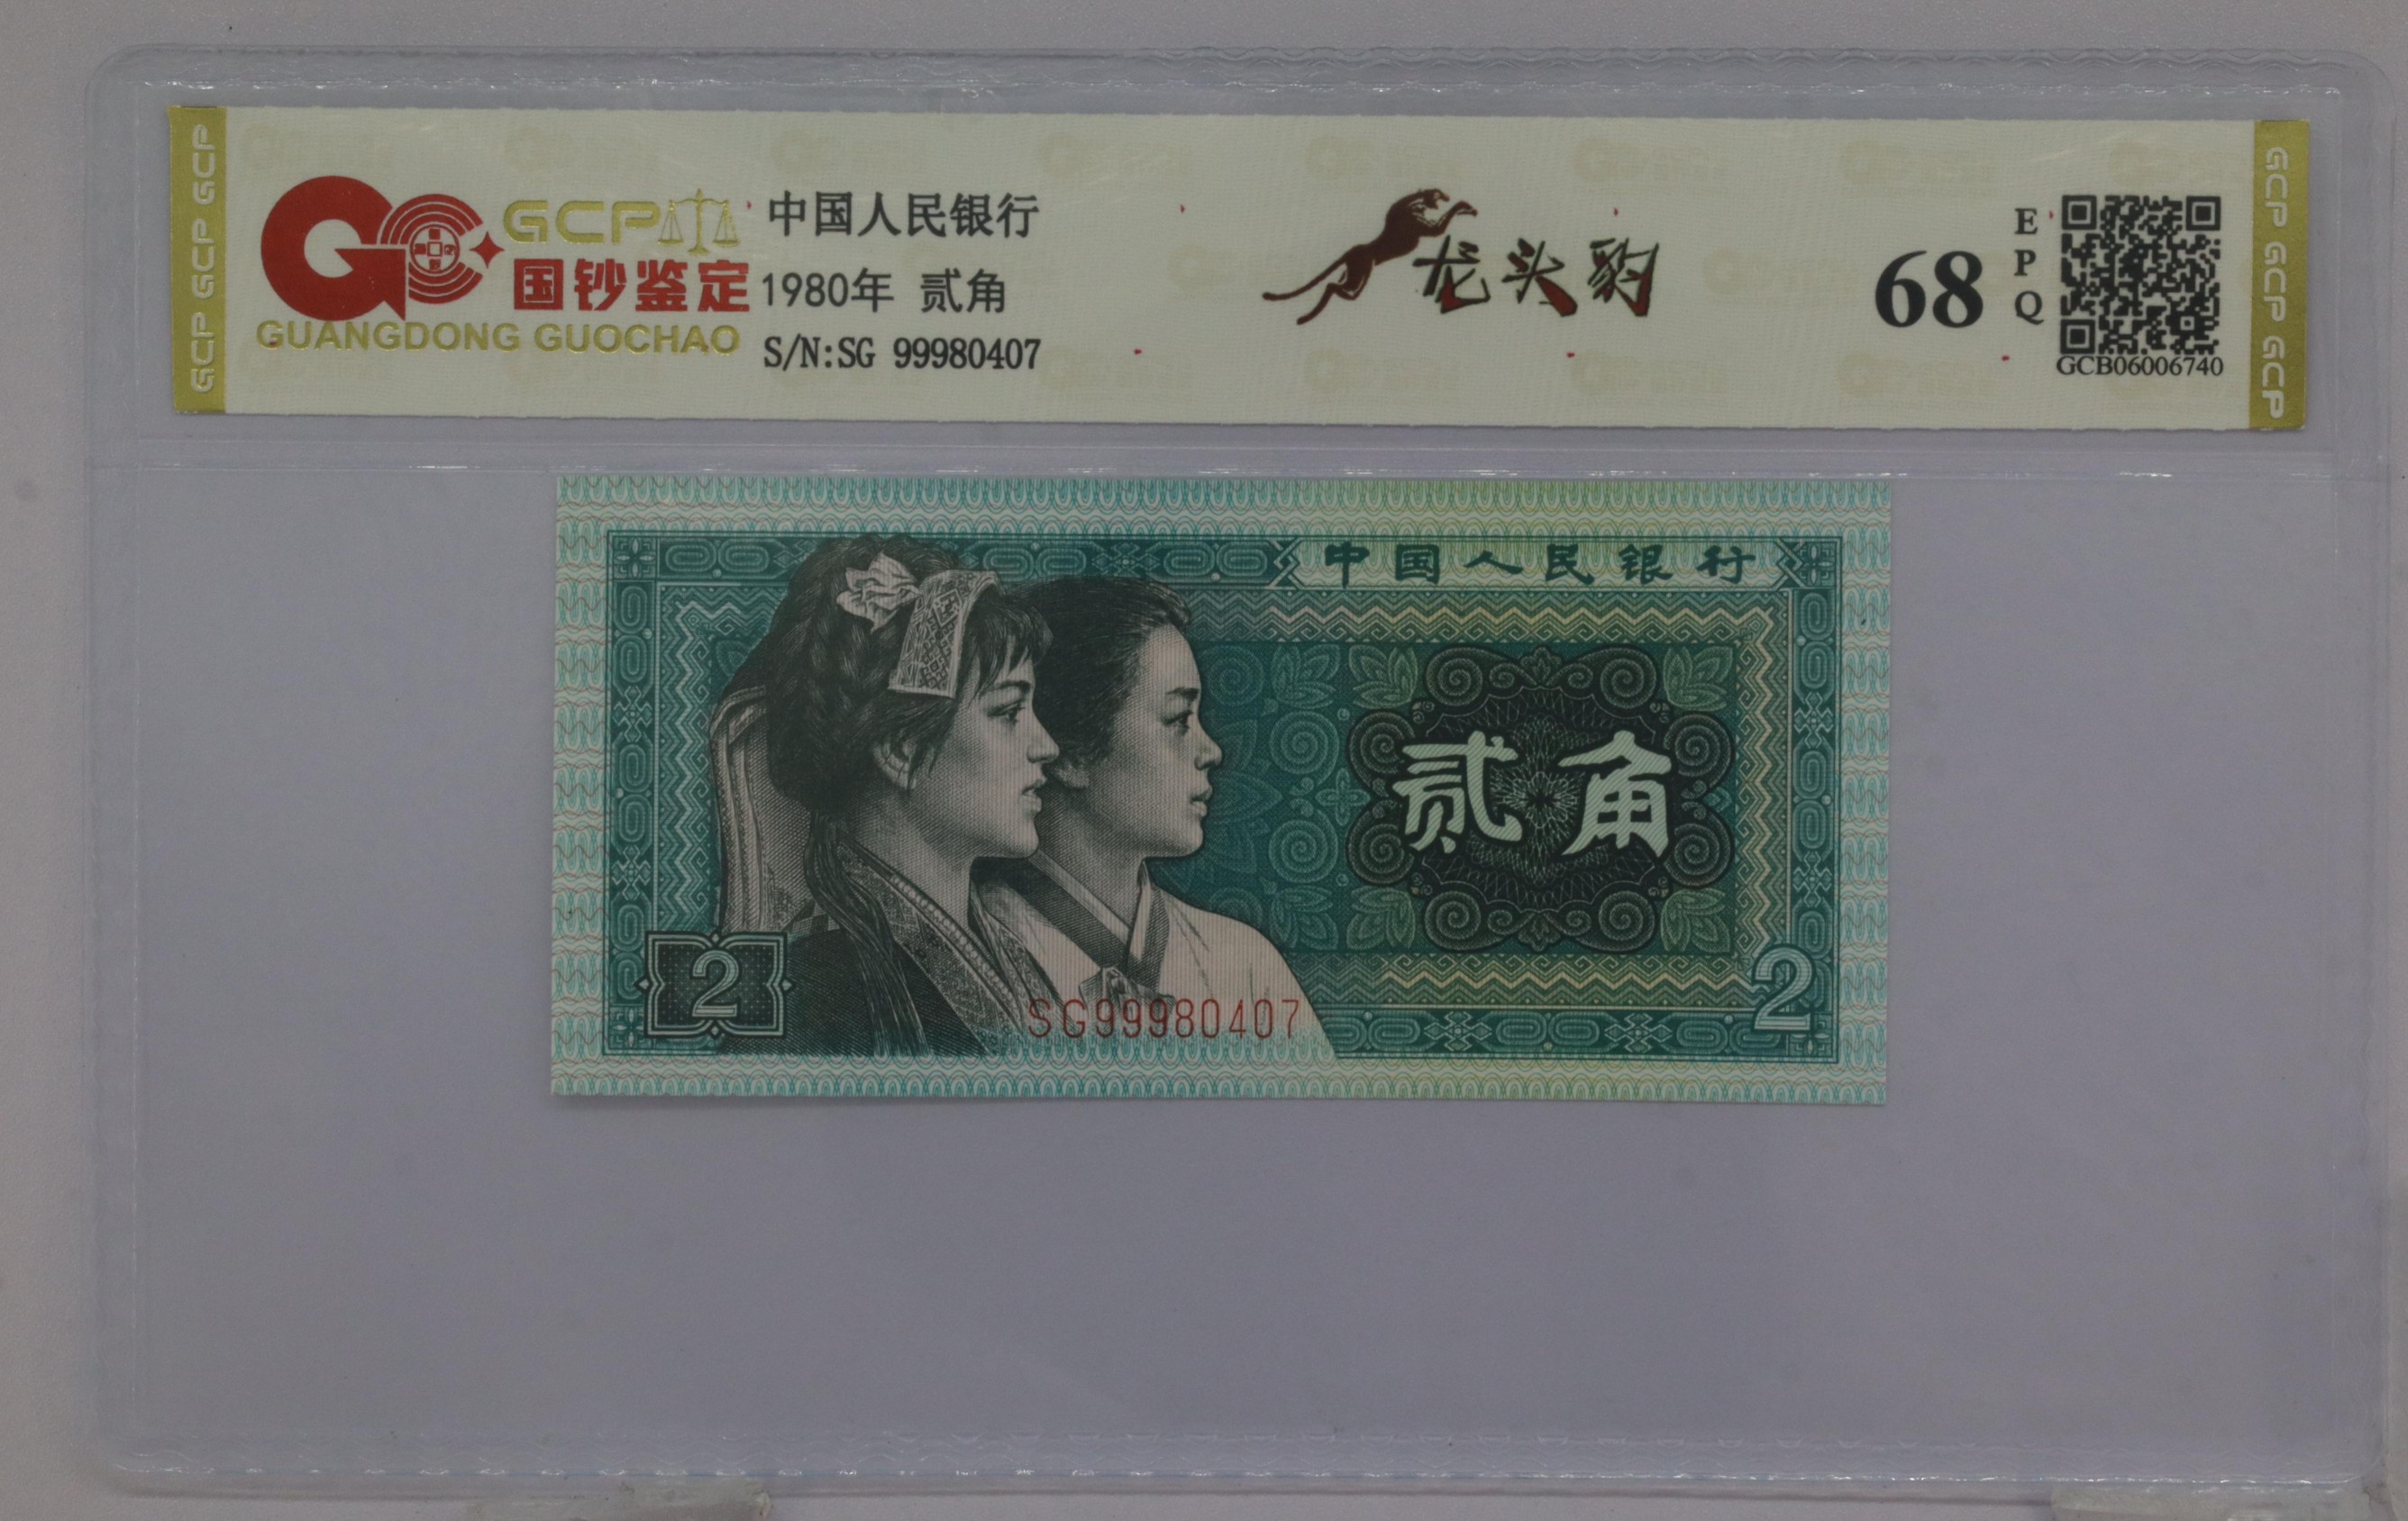 GCP GCP GCP
GCP
国钞鉴定
GUANGDONG GUOCHAO
中国人民银行
1980年 贰角
S/N:SG 99980407
龙头豹
68
EPQ
GCB06006740
GCP GCP GCP
中国人民银行
贰角
2
SG99980407
2